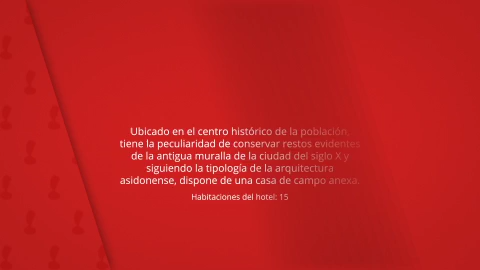 Ubicado en el centro histórico de la población,
tiene la peculiaridad de conservar restos evidentes
de la antigua muralla de la ciudad del siglo X y
siguiendo la tipología de la arquitectura
asidonense, dispone de una casa de campo anexa.
Habitaciones del hotel: 15